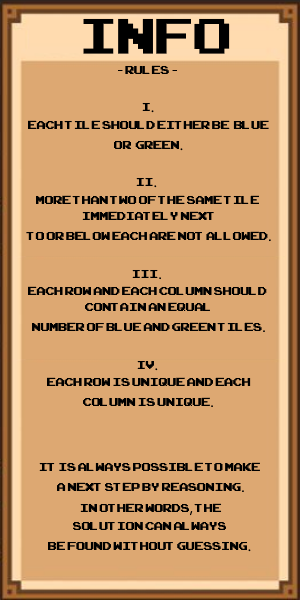 INFO
-RULES-
I.
EACH TILE SHOULD EITHER BE BLUE
OR GREEN.
II.
MORE THAN TWO OF THE SAME TILE
IMMEDIATELY NEXT
TO OR BELOW EACH ARE NOT ALLOWED.
III.
EACH ROW AND EACH COLUMN SHOULD
CONTAIN AN EQUAL
NUMBER OF BLUE AND GREEN TILES.
IV.
EACH ROW IS UNIQUE AND EACH
COLUMN IS UNIQUE.
IT IS ALWAYS POSSIBLE TO MAKE
A NEXT STEP BY REASONING.
IN OTHER WORDS, THE
SOLUTION CAN ALWAYS
BE FOUND WITHOUT GUESSING.